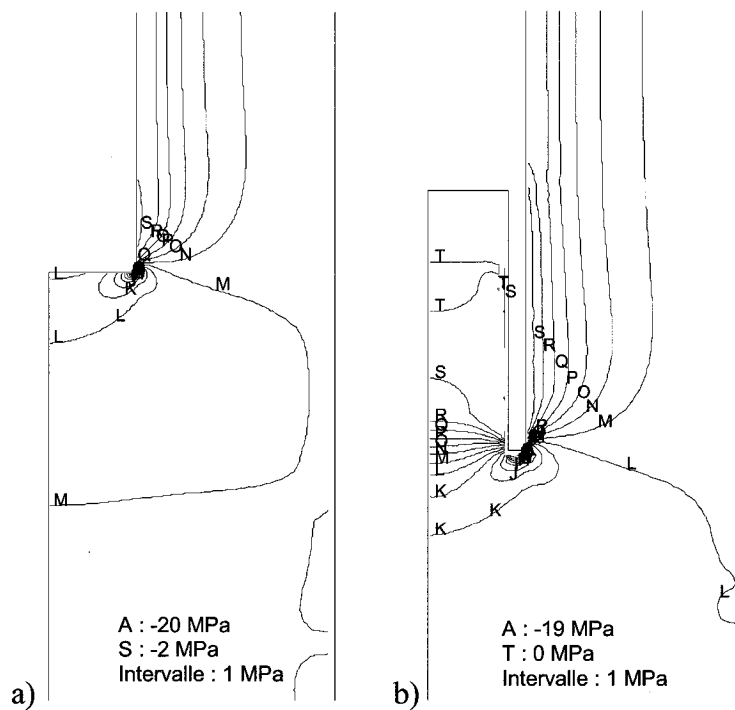 S R Q P O N
Q
L K M
L
L
M
A : -20 MPa
S : -2 MPa
Intervalle : 1 MPa
a)
T
T T S
S R
Q
P
S O
N
R R M
Q
O
M
L L
J
K K
K
L
A : -19 MPa
T : 0 MPa
Intervalle : 1 MPa
b)